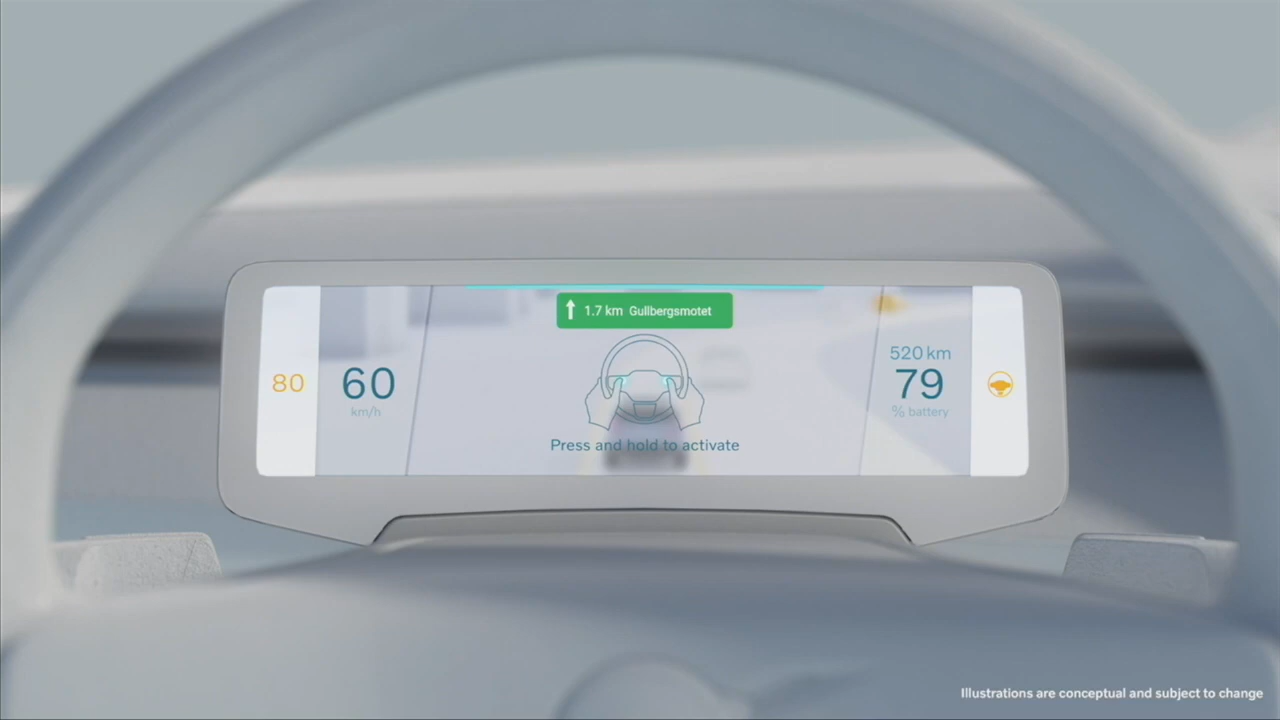 1.7 km Gullbergsmotet
80
60
km/h
Press and hold to activate
520 km
79
% battery
Illustrations are conceptual and subject to change